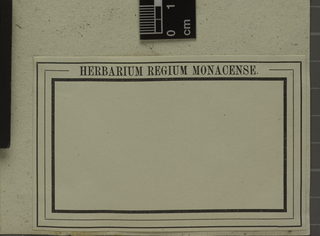 0 1
cm
HERBARIUM REGIUM MONACENSE.